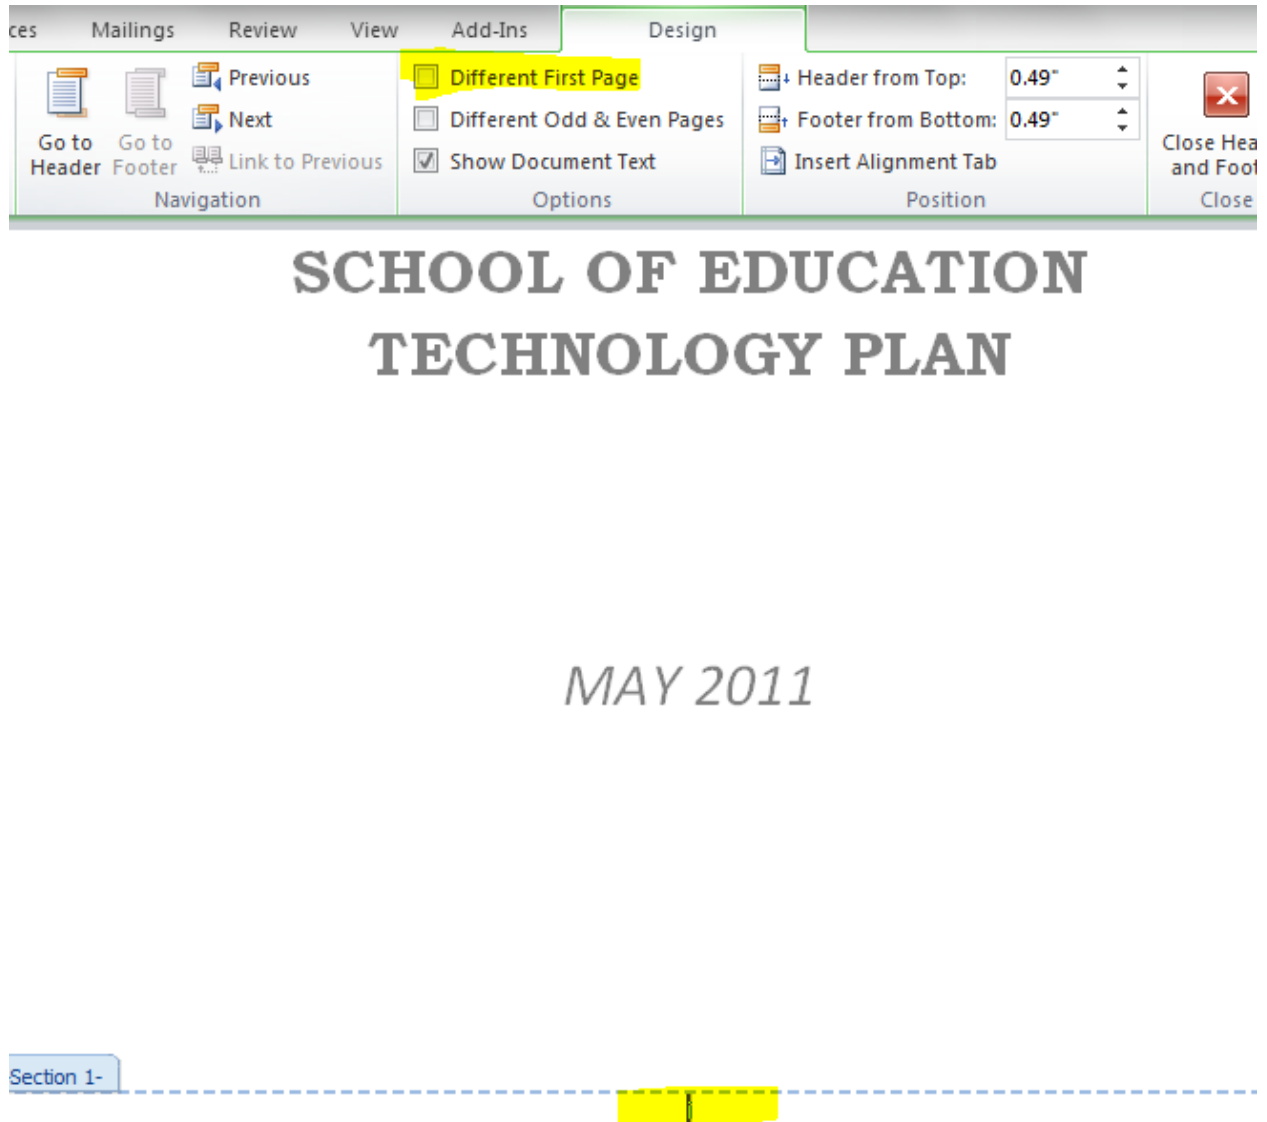 ces Mailings Review View Add-Ins Design
Previous Different First Page Header from Top: 0.49"
Next Different Odd & Even Pages Footer from Bottom: 0.49"
Go to Header Go to Footer Link to Previous Show Document Text Insert Alignment Tab Close Hea and Foot
Navigation Options Position Close
SCHOOL OF EDUCATION
TECHNOLOGY PLAN
MAY 2011
Section 1-
i